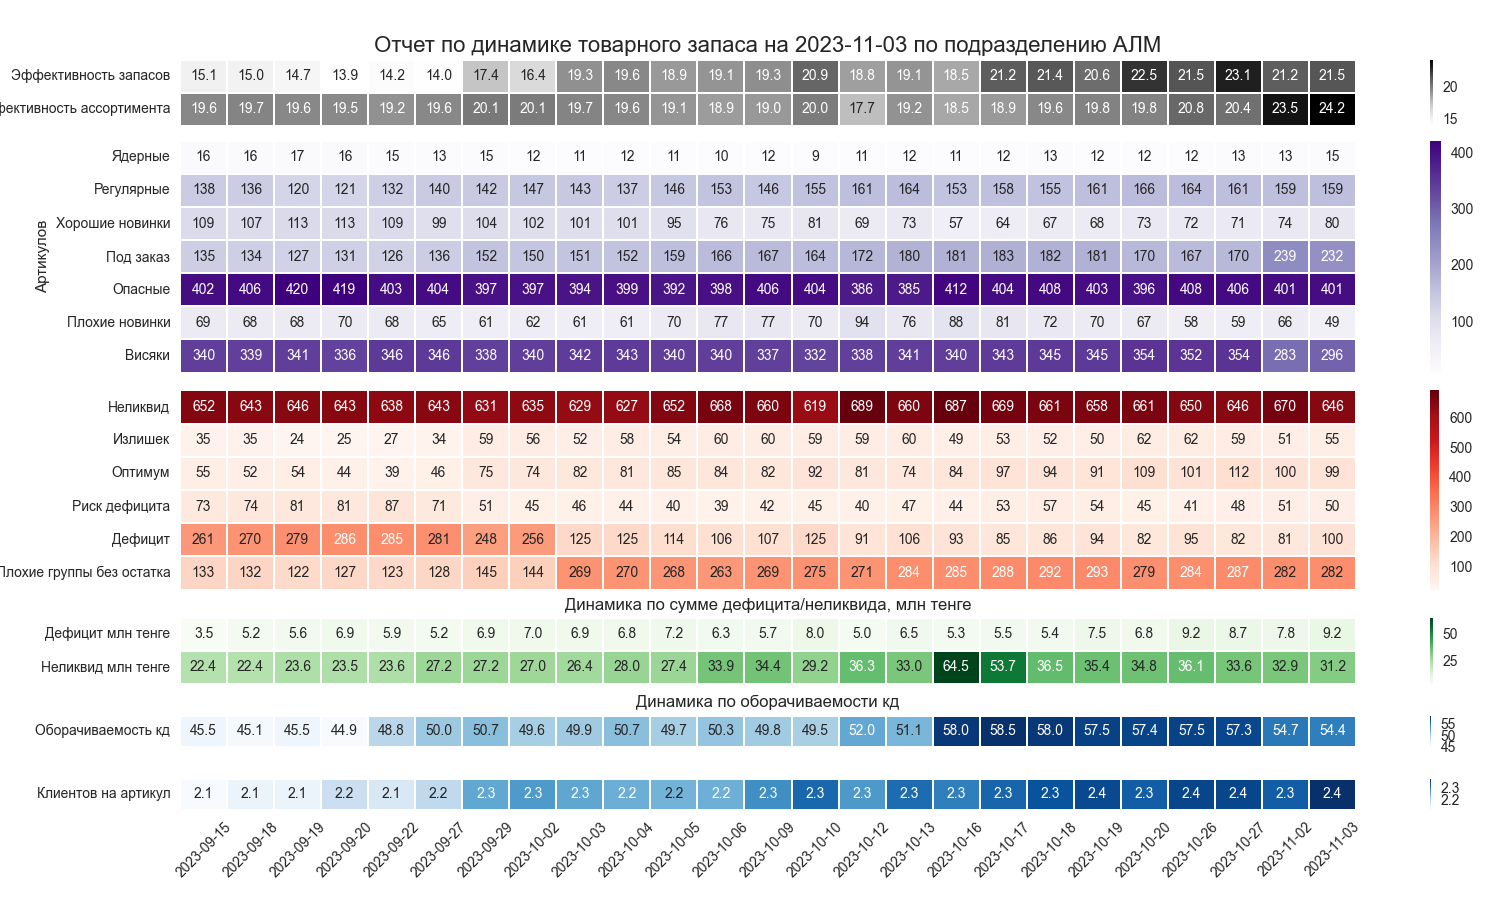 Отчет по динамике товарного запаса на 2023-11-03 по подразделению АЛМ
Эффективность запасов 15.1 15.0 14.7 13.9 14.2 14.0 17.4 16.4 19.3 19.6 18.9 19.1 19.3 20.9 18.8 19.1 18.5 21.2 21.4 20.6 22.5 21.5 23.1 21.2 21.5
фективность ассортимента 19.6 19.7 19.6 19.5 19.2 19.6 20.1 20.1 19.7 19.6 19.1 18.9 19.0 20.0 17.7 19.2 18.5 18.9 19.6 19.8 19.8 20.8 20.4 23.5 24.2
20
15
Артикулов
Ядерные 16 16 17 16 15 13 15 12 11 12 11 10 12 9 11 12 11 12 13 12 12 12 13 13 15
Регулярные 138 136 120 121 132 140 142 147 143 137 146 153 146 155 161 164 153 158 155 161 166 164 161 159 159
Хорошие новинки 109 107 113 113 109 99 104 102 101 101 95 76 75 81 69 73 57 64 67 68 73 72 71 74 80
Под заказ 135 134 127 131 126 136 152 150 151 152 159 166 167 164 172 180 181 183 182 181 170 167 170 239 232
Опасные 402 406 420 419 403 404 397 397 394 399 392 398 406 404 386 385 412 404 408 403 396 408 406 401 401
Плохие новинки 69 68 68 70 68 65 61 62 61 61 70 77 77 70 94 76 88 81 72 70 67 58 59 66 49
Висяки 340 339 341 336 346 346 338 340 342 343 340 340 337 332 338 341 340 343 345 345 354 352 354 283 296
400
300
200
100
Неликвид 652 643 646 643 638 643 631 635 629 627 652 668 660 619 689 660 687 669 661 658 661 650 646 670 646
Излишек 35 35 24 25 27 34 59 56 52 58 54 60 60 59 59 60 49 53 52 50 62 62 59 51 55
Оптимум 55 52 54 44 39 46 75 74 82 81 85 84 82 92 81 74 84 97 94 91 109 101 112 100 99
Риск дефицита 73 74 81 81 87 71 51 45 46 44 40 39 42 45 40 47 44 53 57 54 45 41 48 51 50
Дефицит 261 270 279 286 285 281 248 256 125 125 114 106 107 125 91 106 93 85 86 94 82 95 82 81 100
Плохие группы без остатка 133 132 122 127 123 128 145 144 269 270 268 263 269 275 271 284 285 288 292 293 279 284 287 282 282
600
500
400
300
200
100
Динамика по сумме дефицита/неликвида, млн тенге
Дефицит млн тенге 3.5 5.2 5.6 6.9 5.9 5.2 6.9 7.0 6.9 6.8 7.2 6.3 5.7 8.0 5.0 6.5 5.3 5.5 5.4 7.5 6.8 9.2 8.7 7.8 9.2
Неликвид млн тенге 22.4 22.4 23.6 23.5 23.6 27.2 27.2 27.0 26.4 28.0 27.4 33.9 34.4 29.2 36.3 33.0 64.5 53.7 36.5 35.4 34.8 36.1 33.6 32.9 31.2
50
25
Динамика по оборачиваемости кд
Оборачиваемость кд 45.5 45.1 45.5 44.9 48.8 50.0 50.7 49.6 49.9 50.7 49.7 50.3 49.8 49.5 52.0 51.1 58.0 58.5 58.0 57.5 57.4 57.5 57.3 54.7 54.4
55
50
45
Клиентов на артикул 2.1 2.1 2.1 2.2 2.1 2.2 2.3 2.3 2.3 2.2 2.2 2.2 2.3 2.3 2.3 2.3 2.3 2.3 2.3 2.4 2.3 2.4 2.4 2.3 2.4
2.3
2.2
2023-09-15 2023-09-18 2023-09-19 2023-09-20 2023-09-22 2023-09-27 2023-09-29 2023-10-02 2023-10-03 2023-10-04 2023-10-05 2023-10-06 2023-10-09 2023-10-10 2023-10-12 2023-10-13 2023-10-16 2023-10-17 2023-10-18 2023-10-19 2023-10-20 2023-10-26 2023-10-27 2023-11-02 2023-11-03